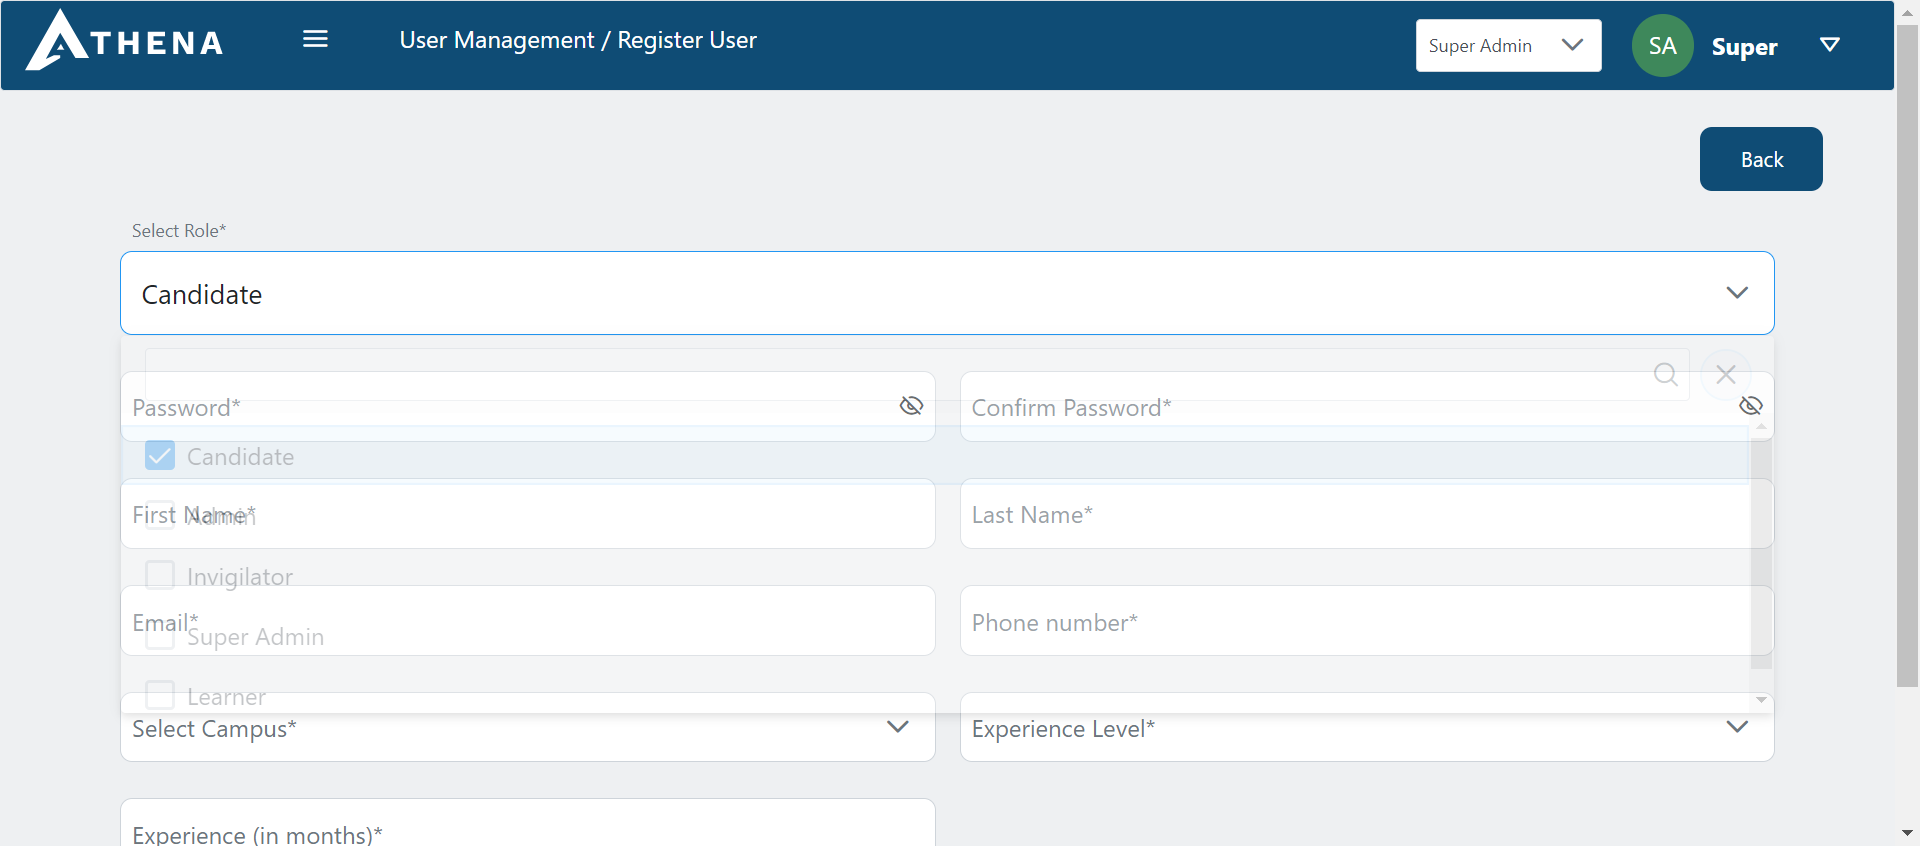 ATHENA
User Management / Register User
Super Admin
SA
Super
Back
Select Role*
Candidate
Password*
Confirm Password*
Candidate
First Name*
Admin
Last Name*
Invigilator
Email*
Phone number*
Super Admin
Learner
Select Campus*
Experience Level*
Experience (in months)*